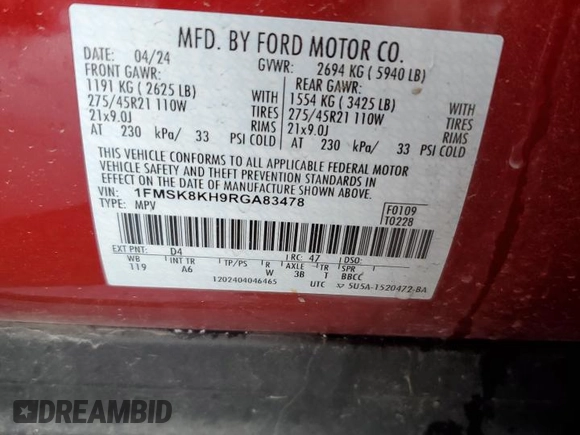 MFD. BY FORD MOTOR CO.
DATE: 04/24 GVWR: 2694 KG ( 5940 LB)
FRONT GAWR: REAR GAWR:
1191 KG ( 2625 LB) WITH 1554 KG ( 3425 LB) WITH
275/45R21 110W TIRES 275/45R21 110W TIRES
21x9.0J RIMS 21x9.0J RIMS
AT 230 kPa/ 33 PSI COLD AT 230 kPa/ 33 PSI COLD
THIS VEHICLE CONFORMS TO ALL APPLICABLE FEDERAL MOTOR
VEHICLE SAFETY AND THEFT PREVENTION STANDARDS IN
EFFECT ON THE DATE OF MANUFACTURE SHOWN ABOVE.
VIN: 1FMSK8KH9RGA83478
TYPE: MPV
F0109
T0228
EXT PNT: D4 RC: 47 DSO:
WB INT TR TP/PS R AXLE TR SPR
119 A6 W 3B T BBCC
1202404046465 UTC 5U5A-1520472-BA
DREAMBID